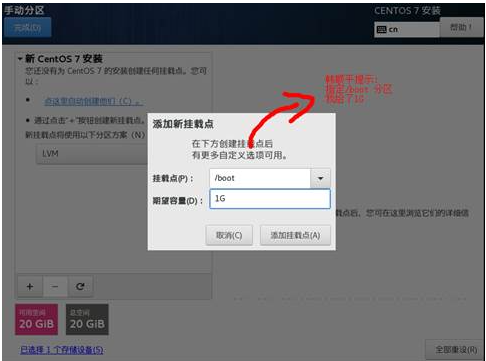 手动分区
CENTOS 7 安装
完成(D)
cn
帮助！
新 CentOS 7 安装
您还没有为 CentOS 7 的安装创建任何挂载点。您可
以：
点这里自动创建他们（C）。
通过点击"+"按钮创建新挂载点。
新挂载点将使用以下分区方案（N）
LVM
韩顺平提示:
指定/boot 分区
我给了1G
添加新挂载点
在下方创建挂载点后
有更多自定义选项可用。
挂载点(P)：
/boot
期望容量(D)：
1G
取消(C)
添加挂载点(A)
载点后，您可在这里浏览它们的详细信
+
-
可用空间
20 GiB
总空间
20 GiB
已选择 1 个存储设备(S)
全部重设(R)